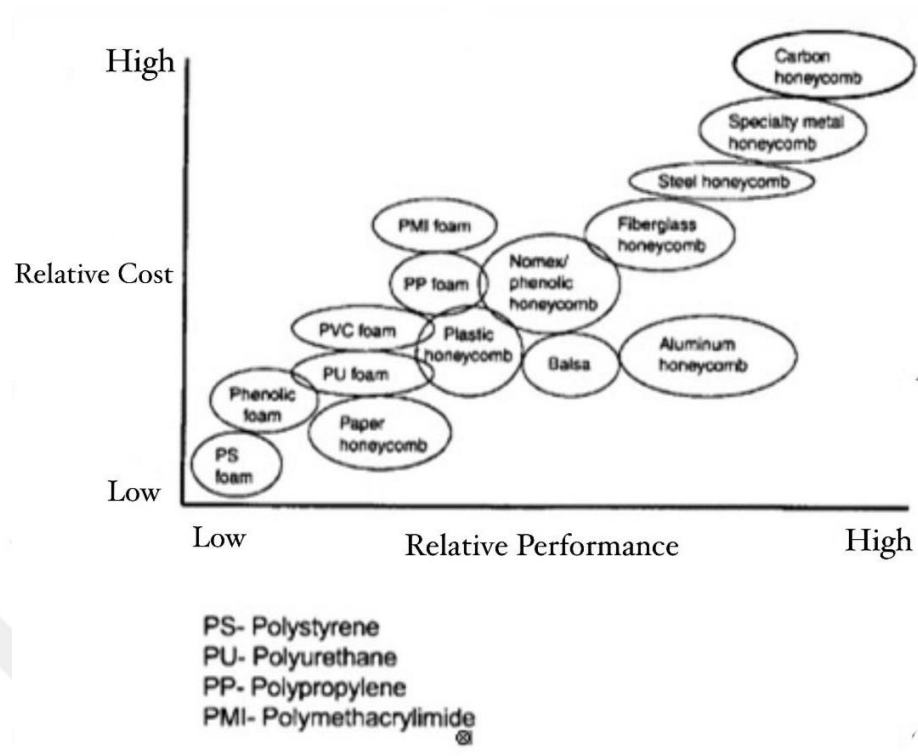 High
Carbon
honeycomb
Specialty metal
honeycomb
Steel honeycomb
PMI foam
Fiberglass
honeycomb
Relative Cost
PP foam
Nomex/
phenolic
honeycomb
PVC foam
Plastic
honeycomb
Balsa
Aluminum
honeycomb
PU foam
Phenolic
foam
Paper
honeycomb
PS
foam
Low
Low
Relative Performance
High
PS- Polystyrene
PU- Polyurethane
PP- Polypropylene
PMI- Polymethacrylimide